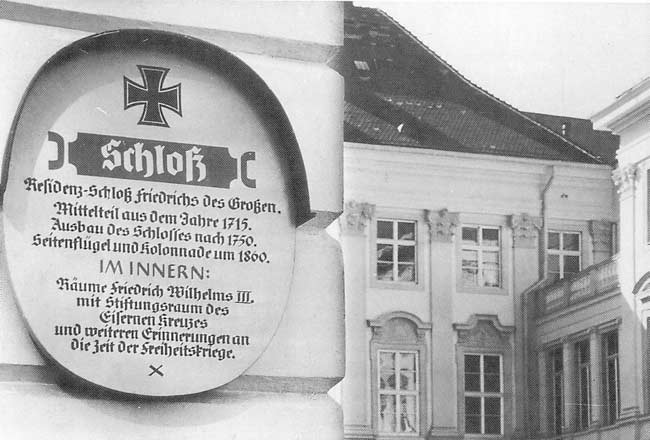 Schloß
Residenz-Schloß Friedrichs des Großen.
Mittelteil aus dem Jahre 1715.
Ausbau des Schlosses nach 1750.
Seitenflügel und Kolonnade um 1860.
IM INNERN:
Räume Friedrich Wilhelms III.
mit Stiftungsraum des
Eisernen Kreuzes
und weiteren Erinnerungen an
die Zeit der Freiheitskriege.